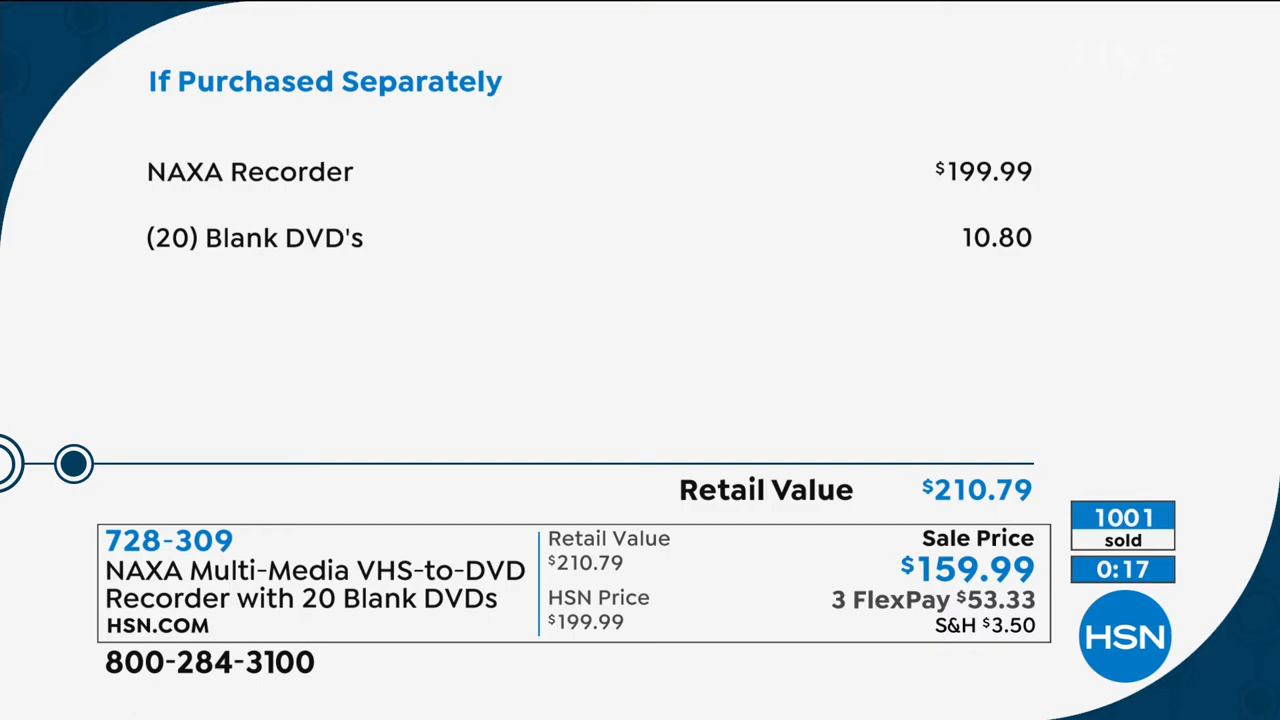 LIVE
If Purchased Separately
NAXA Recorder $199.99
(20) Blank DVD's 10.80
Retail Value $210.79
728-309
NAXA Multi-Media VHS-to-DVD
Recorder with 20 Blank DVDs
HSN.COM
Retail Value
$210.79
HSN Price
$199.99
Sale Price
$159.99
3 FlexPay $53.33
S&H $3.50
1001
sold
0:17
HSN
800-284-3100